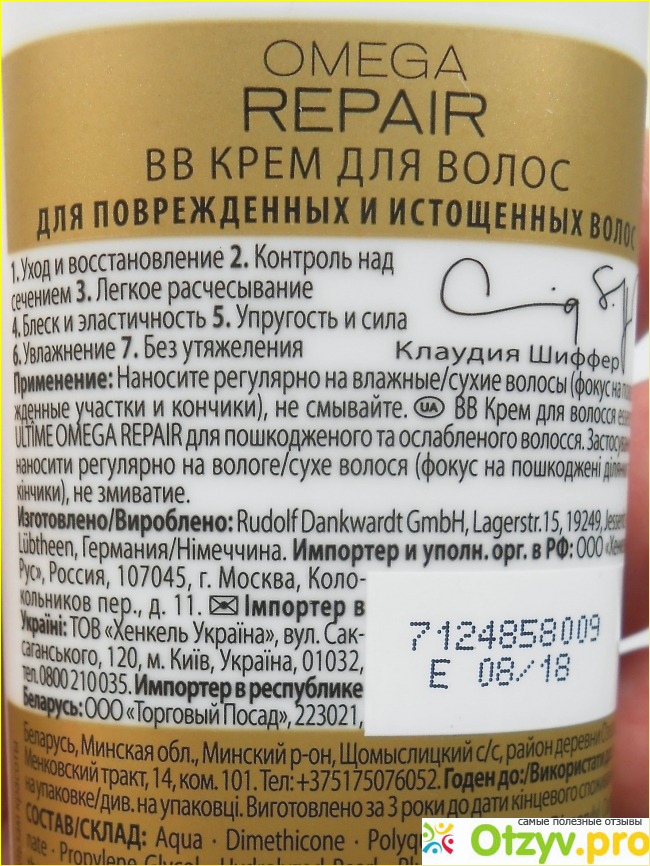 OMEGA
REPAIR
BB КРЕМ ДЛЯ ВОЛОС
ДЛЯ ПОВРЕЖДЕННЫХ И ИСТОЩЕННЫХ ВОЛОС
1. Уход и восстановление 2. Контроль над
сечением 3. Легкое расчесывание
4. Блеск и эластичность 5. Упругость и сила
6. Увлажнение 7. Без утяжеления
Клаудия Шиффер
Применение: Наносите регулярно на влажные/сухие волосы (фокус на
жденные участки и кончики), не смывайте. UA BB Крем для волосся
ULTÎME OMEGA REPAIR для пошкодженого та ослабленого волосся.
наносити регулярно на вологе/сухе волося (фокус на пошкоджені
кінчики), не змиватие.
Изготовлено/Вироблено: Rudolf Dankwardt GmbH, Lagerstr.15, 19249,
Lübtheen, Германия/Німеччина. Импортер и уполн. орг. в РФ: ООО
Рус», Россия, 107045, г. Москва, Коло-
кольников пер., д. 11. Імпортер в
Україні: ТОВ «Хенкель Україна», вул. Сак-
саганського, 120, м. Київ, Україна, 01032,
тел. 0800210035. Импортер в республике
Беларусь: ООО «Торговый Посад», 223021,
7124858009
E 08/18
Беларусь, Минская обл., Минский р-он, Щомыслицкий с/с, район деревни
Менковский тракт, 14, ком. 101. Тел: +375175076052. Годен до:/Використати
на упаковке/див. на упаковці. Виготовлено за 3 роки до дати кінцевого
СОСТАВ/СКЛАД: Aqua · Dimethicone ·
nate · Propylene Glycol ·
самые полезные отзывы
Otzyv.pro